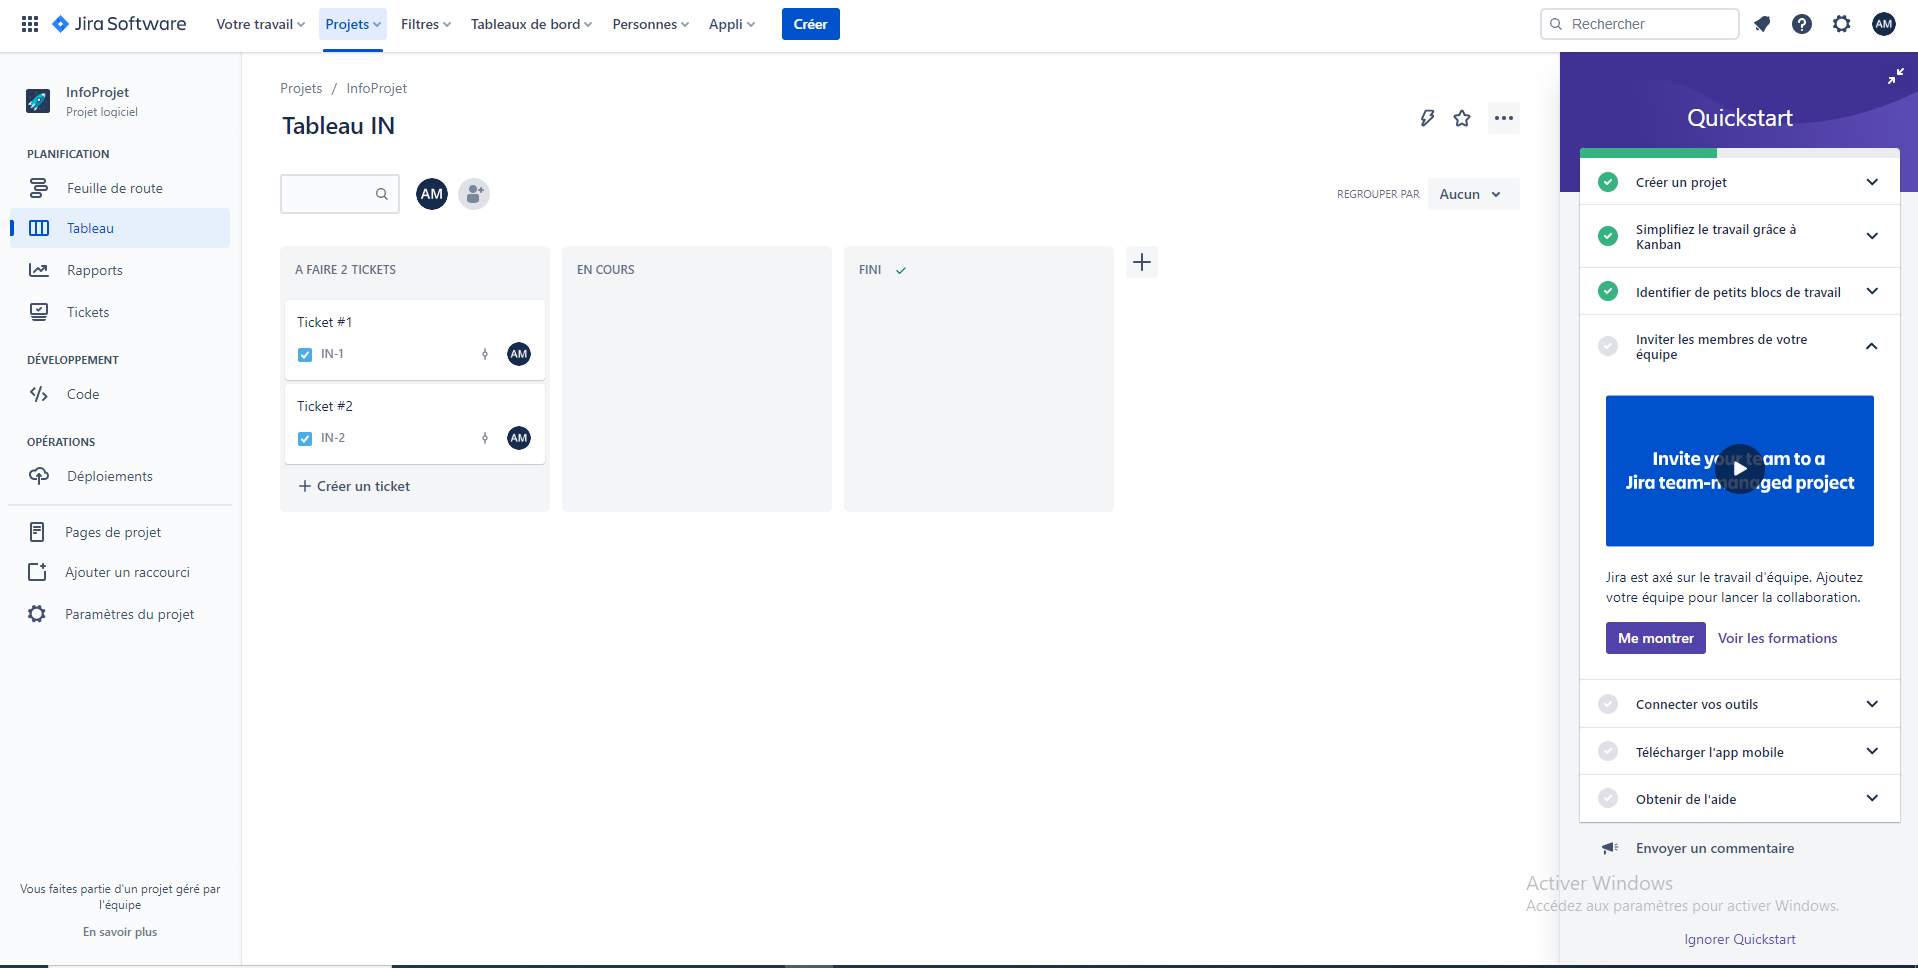 Jira Software
Votre travail
Projets
Filtres
Tableaux de bord
Personnes
Appli
Créer
Rechercher
AM
InfoProjet
Projet logiciel
PLANIFICATION
Feuille de route
Tableau
Rapports
Tickets
DÉVELOPPEMENT
Code
OPÉRATIONS
Déploiements
Pages de projet
Ajouter un raccourci
Paramètres du projet
Vous faites partie d'un projet géré par
l'équipe
En savoir plus
Projets / InfoProjet
Tableau IN
AM
REGROUPER PAR
Aucun
A FAIRE 2 TICKETS
Ticket #1
IN-1
AM
Ticket #2
IN-2
AM
+ Créer un ticket
EN COURS
FINI
Quickstart
Créer un projet
Simplifiez le travail grâce à
Kanban
Identifier de petits blocs de travail
Inviter les membres de votre
équipe
Invite your team to a
Jira team-managed project
Jira est axé sur le travail d'équipe. Ajoutez
votre équipe pour lancer la collaboration.
Me montrer
Voir les formations
Connecter vos outils
Télécharger l'app mobile
Obtenir de l'aide
Envoyer un commentaire
Activer Windows
Accédez aux paramètres pour activer Windows.
Ignorer Quickstart